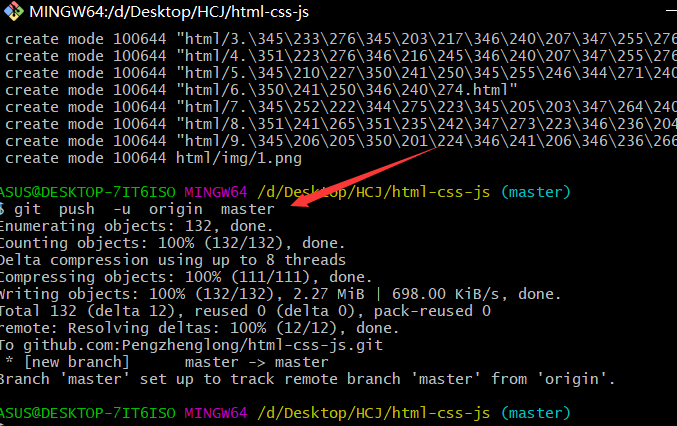 MINGW64:/d/Desktop/HCJ/html-css-js
create mode 100644 "html/3.\345\233\276\345\203\217\346\240\207\347\255\276
create mode 100644 "html/4.\351\223\276\346\216\245\346\240\207\347\255\276
create mode 100644 "html/5.\345\210\227\350\241\250\345\255\246\344\271\240
create mode 100644 "html/6.\350\241\250\346\240\274.html"
create mode 100644 "html/7.\345\252\222\344\275\223\345\205\203\347\264\240
create mode 100644 "html/8.\351\241\265\351\235\242\347\273\223\346\236\204
create mode 100644 "html/9.\345\206\205\350\201\224\346\241\206\346\236\266
create mode 100644 html/img/1.png
ASUS@DESKTOP-7IT6ISO MINGW64 /d/Desktop/HCJ/html-css-js (master)
$ git push -u origin master
Enumerating objects: 132, done.
Counting objects: 100% (132/132), done.
Delta compression using up to 8 threads
Compressing objects: 100% (111/111), done.
Writing objects: 100% (132/132), 2.27 MiB | 698.00 KiB/s, done.
Total 132 (delta 12), reused 0 (delta 0), pack-reused 0
remote: Resolving deltas: 100% (12/12), done.
To github.com:Pengzhenglong/html-css-js.git
* [new branch] master -> master
Branch 'master' set up to track remote branch 'master' from 'origin'.
ASUS@DESKTOP-7IT6ISO MINGW64 /d/Desktop/HCJ/html-css-js (master)